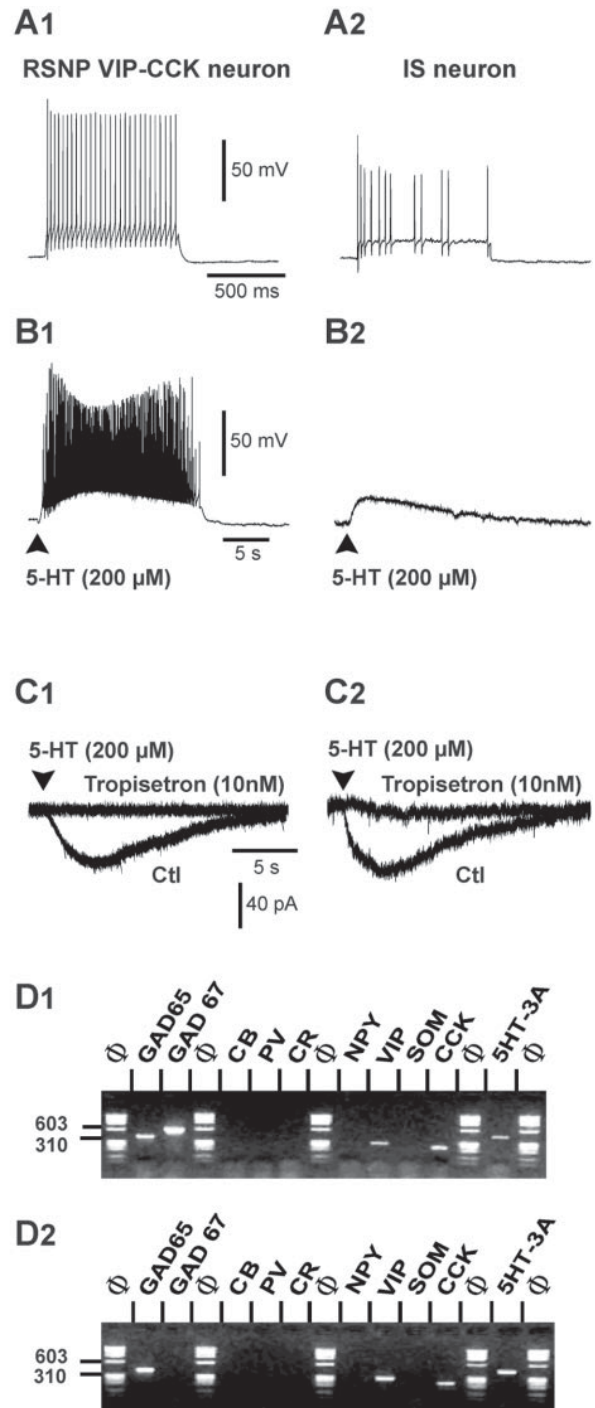 A1
A2
RSNP VIP-CCK neuron
IS neuron
50 mV
500 ms
B1
B2
50 mV
5 s
5-HT (200 µM)
5-HT (200 µM)
C1
C2
5-HT (200 µM)
5-HT (200 µM)
Tropisetron (10nM)
Tropisetron (10nM)
Ctl
5 s
Ctl
40 pA
D1
Φ GAD65 GAD 67 Φ CB PV CR Φ NPY VIP SOM CCK Φ 5HT-3A Φ
603
310
D2
Φ GAD65 GAD 67 Φ CB PV CR Φ NPY VIP SOM CCK Φ 5HT-3A Φ
603
310